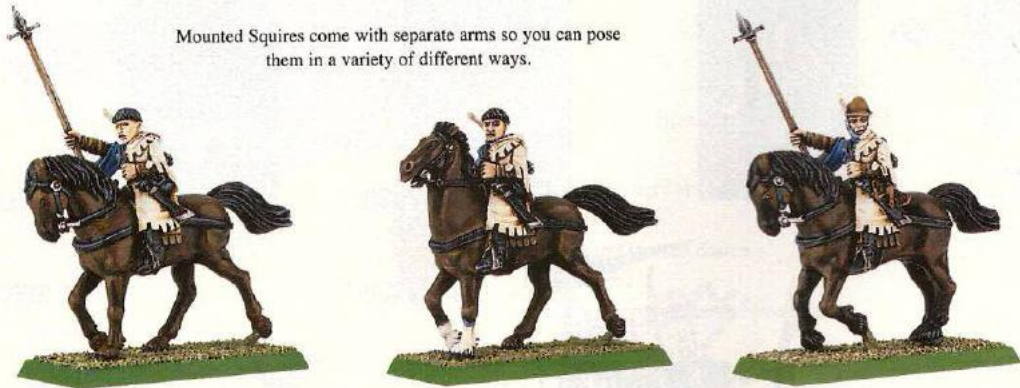 Mounted Squires come with separate arms so you can pose
them in a variety of different ways.